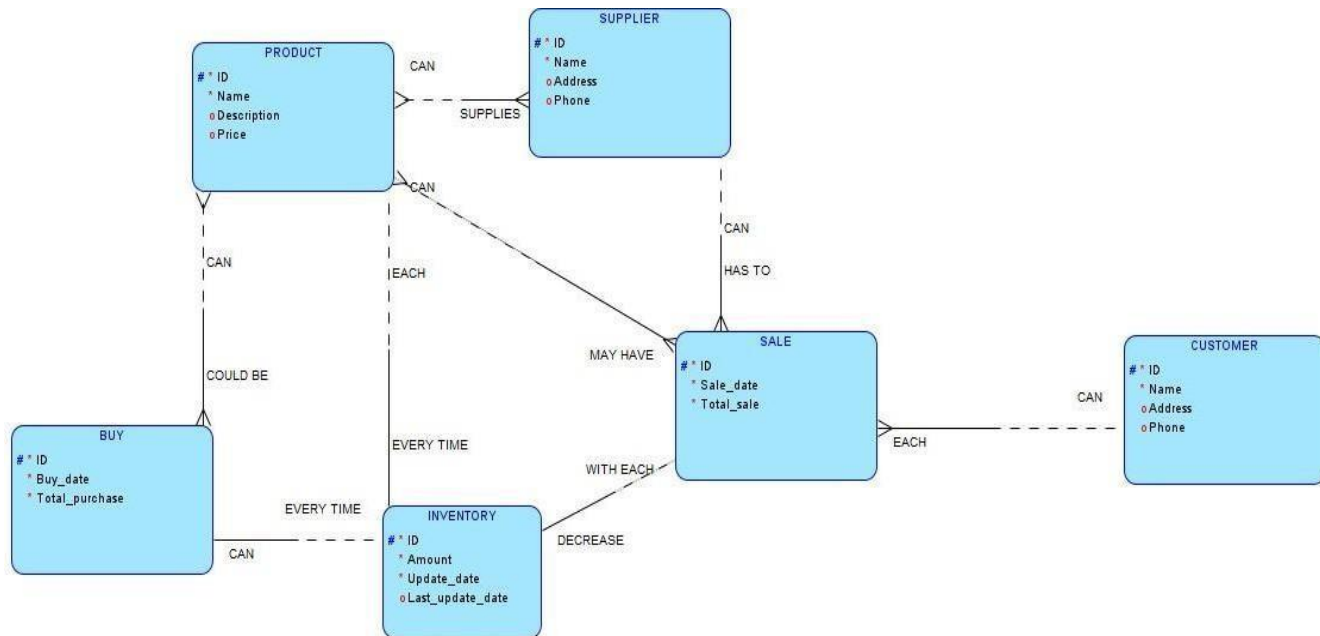 SUPPLIER
# * ID
* Name
o Address
o Phone
PRODUCT
# * ID
* Name
o Description
o Price
CAN
SUPPLIES
CAN
CAN
HAS TO
CAN
EACH
MAY HAVE
SALE
# * ID
* Sale_date
* Total_sale
CUSTOMER
# * ID
* Name
o Address
o Phone
CAN
EACH
COULD BE
BUY
# * ID
* Buy_date
* Total_purchase
EVERY TIME
WITH EACH
EVERY TIME
CAN
INVENTORY
# * ID
* Amount
* Update_date
o Last_update_date
DECREASE